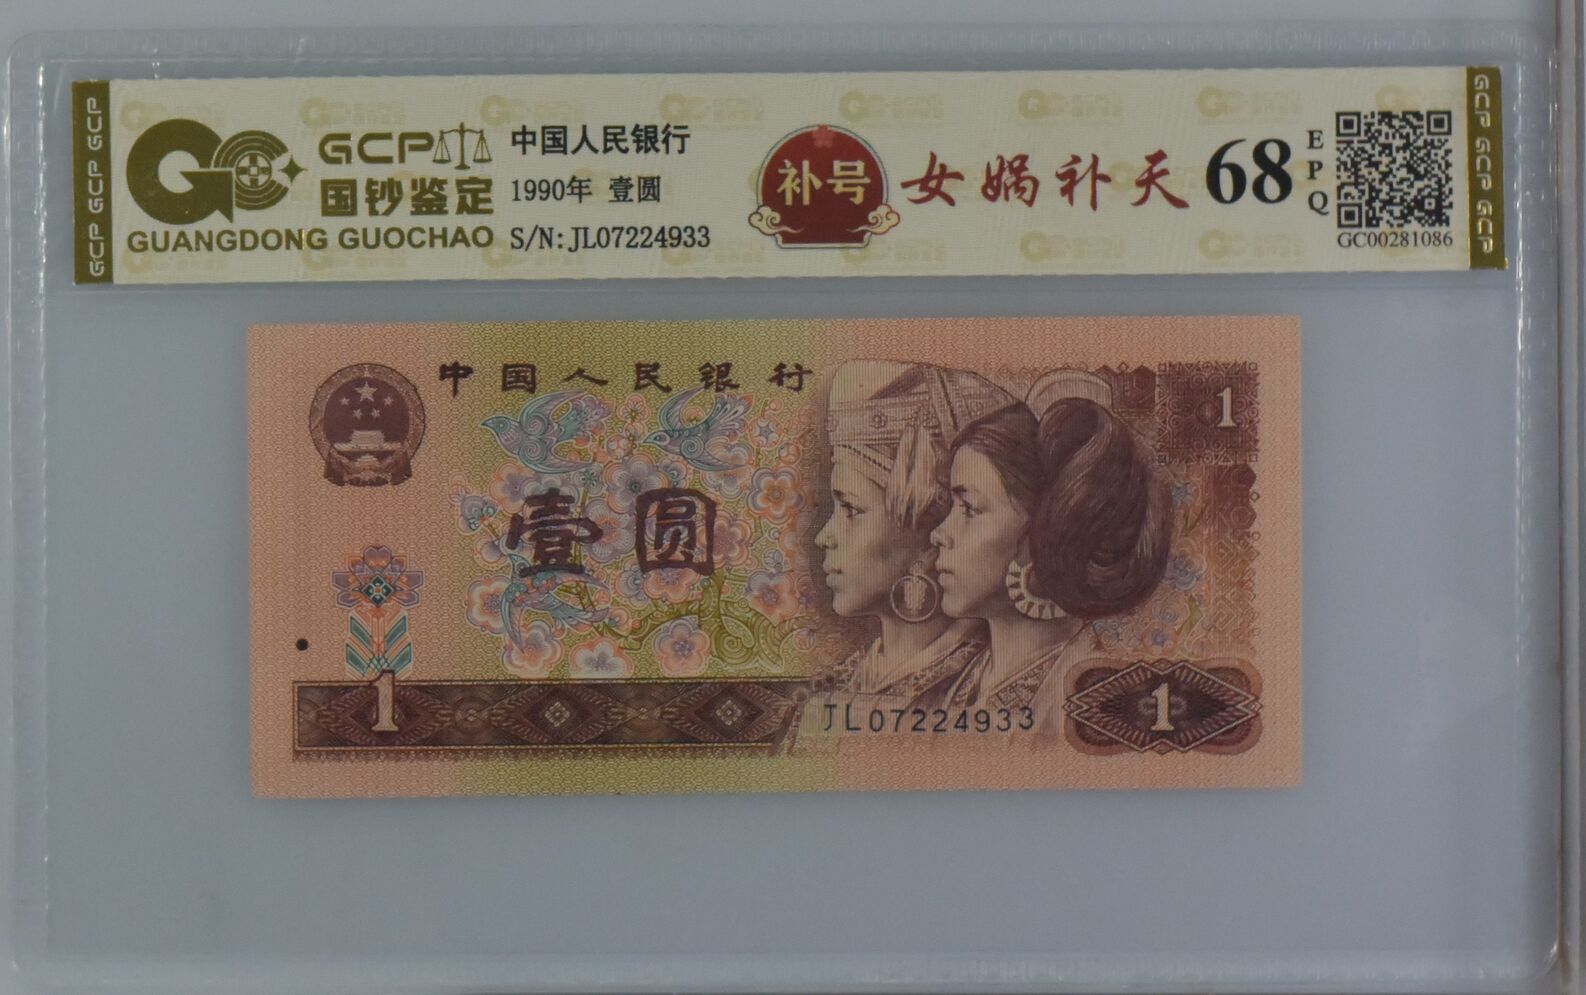 GCP GCP GCP
GCP
国钞鉴定
GUANGDONG GUOCHAO
中国人民银行
1990年 壹圆
S/N:JL07224933
补号
女娲补天
68
EPQ
GC00281086
GCP GCP GCP
中国人民银行
1
壹圆
1
JL07224933
1